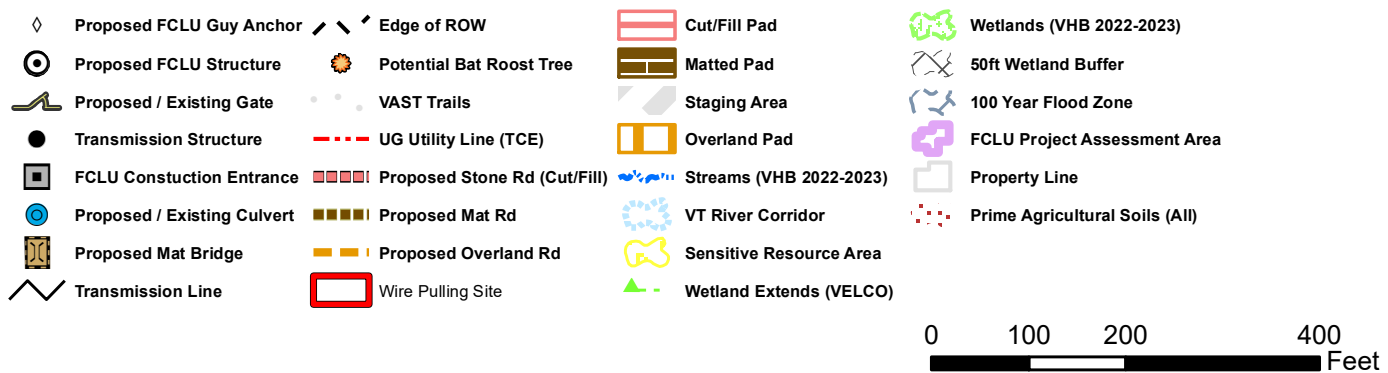 Proposed FCLU Guy Anchor
Proposed FCLU Structure
Proposed / Existing Gate
Transmission Structure
FCLU Constuction Entrance
Proposed / Existing Culvert
Proposed Mat Bridge
Transmission Line
Edge of ROW
Potential Bat Roost Tree
VAST Trails
UG Utility Line (TCE)
Proposed Stone Rd (Cut/Fill)
Proposed Mat Rd
Proposed Overland Rd
Wire Pulling Site
Cut/Fill Pad
Matted Pad
Staging Area
Overland Pad
Streams (VHB 2022-2023)
VT River Corridor
Sensitive Resource Area
Wetland Extends (VELCO)
Wetlands (VHB 2022-2023)
50ft Wetland Buffer
100 Year Flood Zone
FCLU Project Assessment Area
Property Line
Prime Agricultural Soils (All)
0 100 200 400
Feet